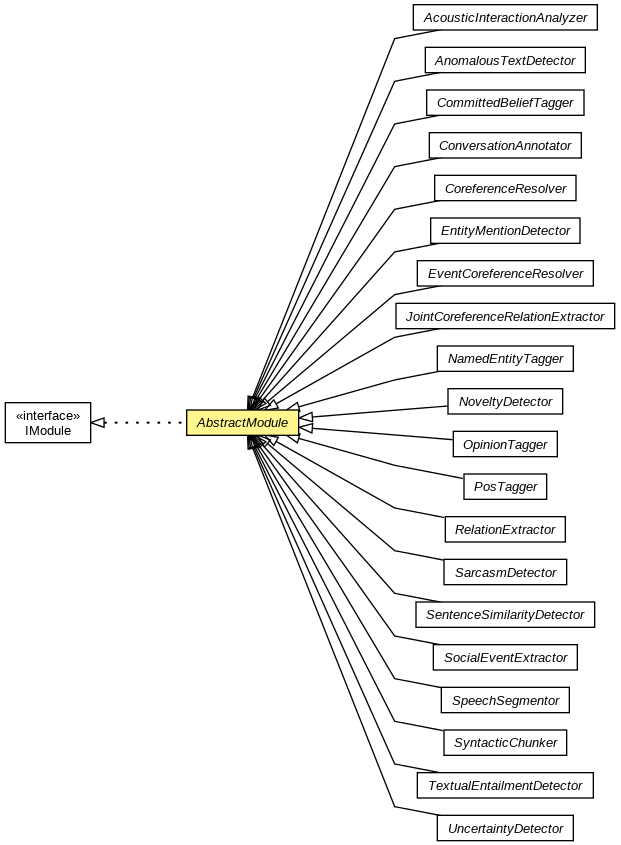 «interface»
IModule
AbstractModule
AcousticInteractionAnalyzer
AnomalousTextDetector
CommittedBeliefTagger
ConversationAnnotator
CoreferenceResolver
EntityMentionDetector
EventCoreferenceResolver
JointCoreferenceRelationExtractor
NamedEntityTagger
NoveltyDetector
OpinionTagger
PosTagger
RelationExtractor
SarcasmDetector
SentenceSimilarityDetector
SocialEventExtractor
SpeechSegmentor
SyntacticChunker
TextualEntailmentDetector
UncertaintyDetector